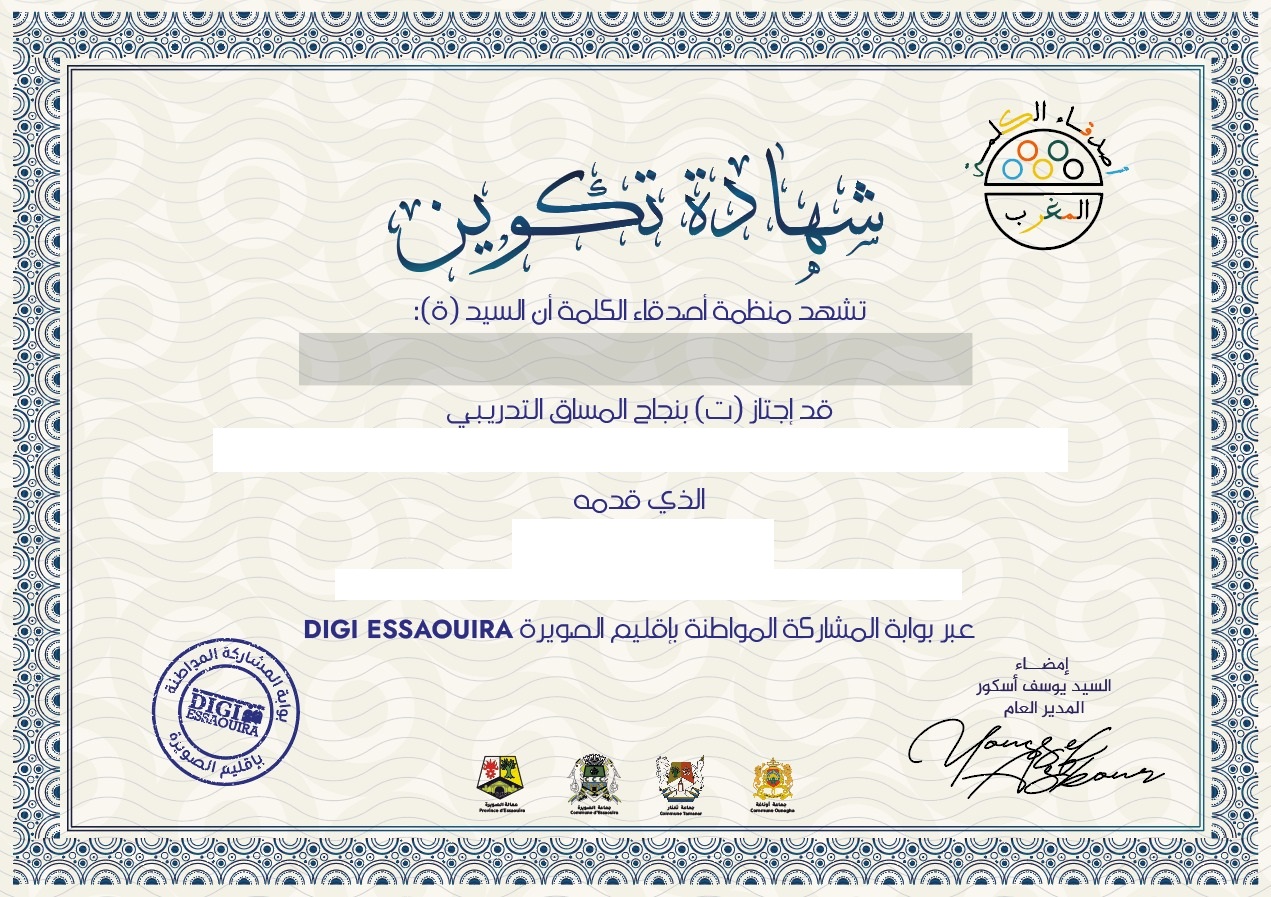 أصدقاء الكلمة
المغرب
شهادة تكوين
تشهد منظمة أصدقاء الكلمة أن السيد (ة):
قد إجتاز (ت) بنجاح المساق التدريبي
الذي قدمه
عبر بوابة المشاركة المواطنة بإقليم الصويرة DIGI ESSAOUIRA
إمضاء
السيد يوسف أسكور
المدير العام
Youssef
Askour
بوابة المشاركة المواطنة
DIGI
ESSAOUIRA
بإقليم الصويرة
عمالة الصويرة
Province d'Essaouira
جماعة الصويرة
Commune d'Essaouira
جماعة تمنار
Commune Tamanar
جماعة أوناغة
Commune Ounagha